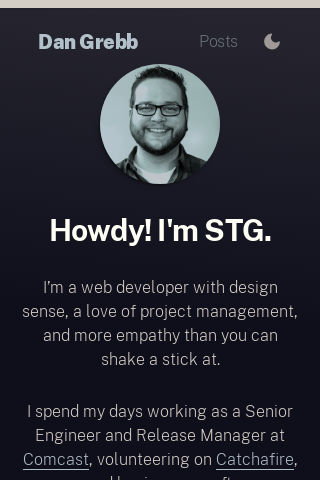 Dan Grebb
Posts
Howdy! I'm STG.
I'm a web developer with design
sense, a love of project management,
and more empathy than you can
shake a stick at.
I spend my days working as a Senior
Engineer and Release Manager at
Comcast, volunteering on Catchafire,